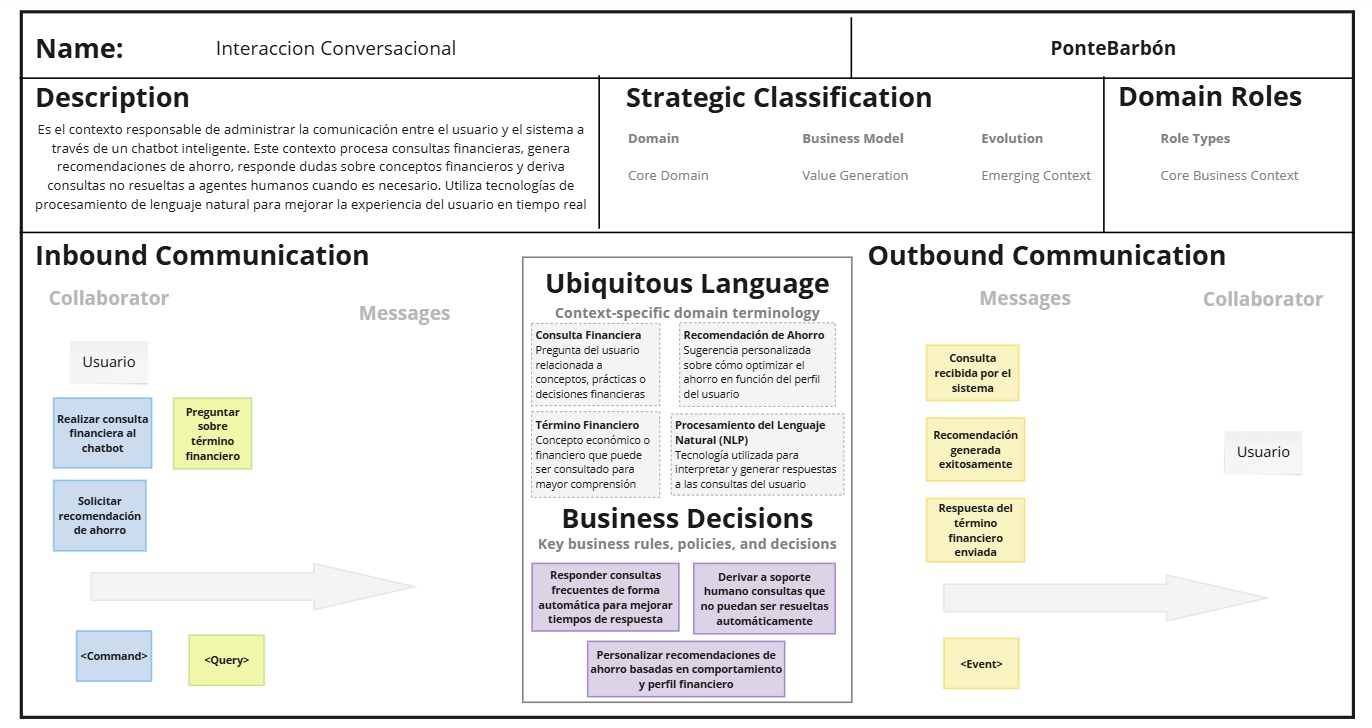 Name:
Interaccion Conversacional
PonteBarbón
Description
Es el contexto responsable de administrar la comunicación entre el usuario y el sistema a
través de un chatbot inteligente. Este contexto procesa consultas financieras, genera
recomendaciones de ahorro, responde dudas sobre conceptos financieros y deriva
consultas no resueltas a agentes humanos cuando es necesario. Utiliza tecnologías de
procesamiento de lenguaje natural para mejorar la experiencia del usuario en tiempo real
Strategic Classification
Domain
Business Model
Evolution
Core Domain
Value Generation
Emerging Context
Domain Roles
Role Types
Core Business Context
Inbound Communication
Collaborator
Messages
Usuario
Realizar consulta
financiera al
chatbot
Preguntar
sobre
término
financiero
Solicitar
recomendación
de ahorro
<Command>
<Query>
Ubiquitous Language
Context-specific domain terminology
Consulta Financiera
Pregunta del usuario
relacionada a
conceptos, prácticas o
decisiones financieras
Recomendación de Ahorro
Sugerencia personalizada
sobre cómo optimizar el
ahorro en función del perfil
del usuario
Término Financiero
Concepto económico o
financiero que puede
ser consultado para
mayor comprensión
Procesamiento del Lenguaje
Natural (NLP)
Tecnología utilizada para
interpretar y generar respuestas
a las consultas del usuario
Business Decisions
Key business rules, policies, and decisions
Responder consultas
frecuentes de forma
automática para mejorar
tiempos de respuesta
Derivar a soporte
humano consultas que
no puedan ser resueltas
automáticamente
Personalizar recomendaciones de
ahorro basadas en comportamiento
y perfil financiero
Outbound Communication
Messages
Collaborator
Consulta
recibida por el
sistema
Recomendación
generada
exitosamente
Usuario
Respuesta del
término
financiero
enviada
<Event>